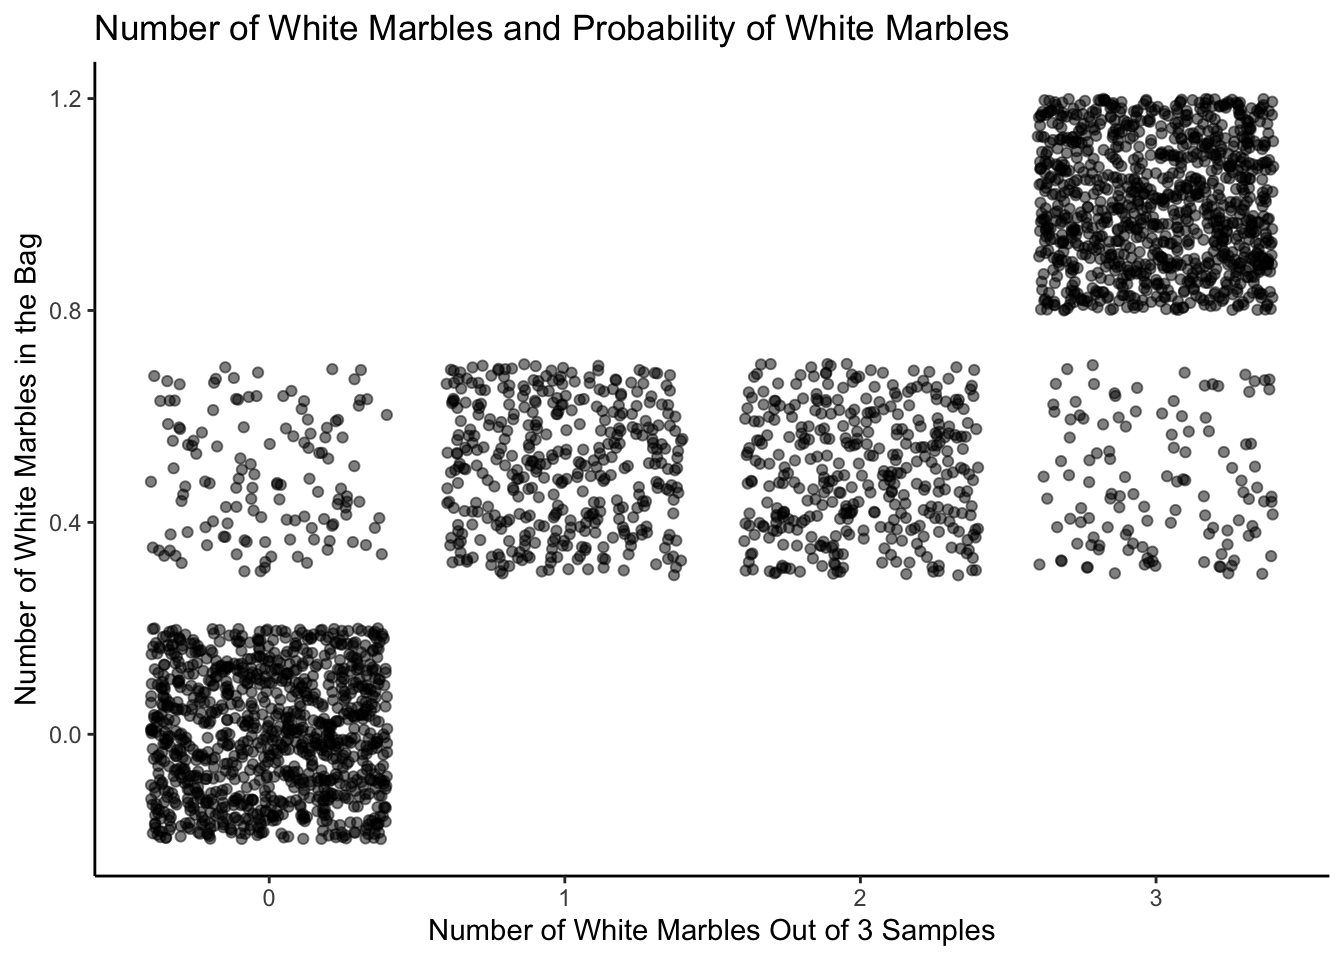 Number of White Marbles and Probability of White Marbles
Number of White Marbles in the Bag
1.2
0.8
0.4
0.0
0 1 2 3
Number of White Marbles Out of 3 Samples